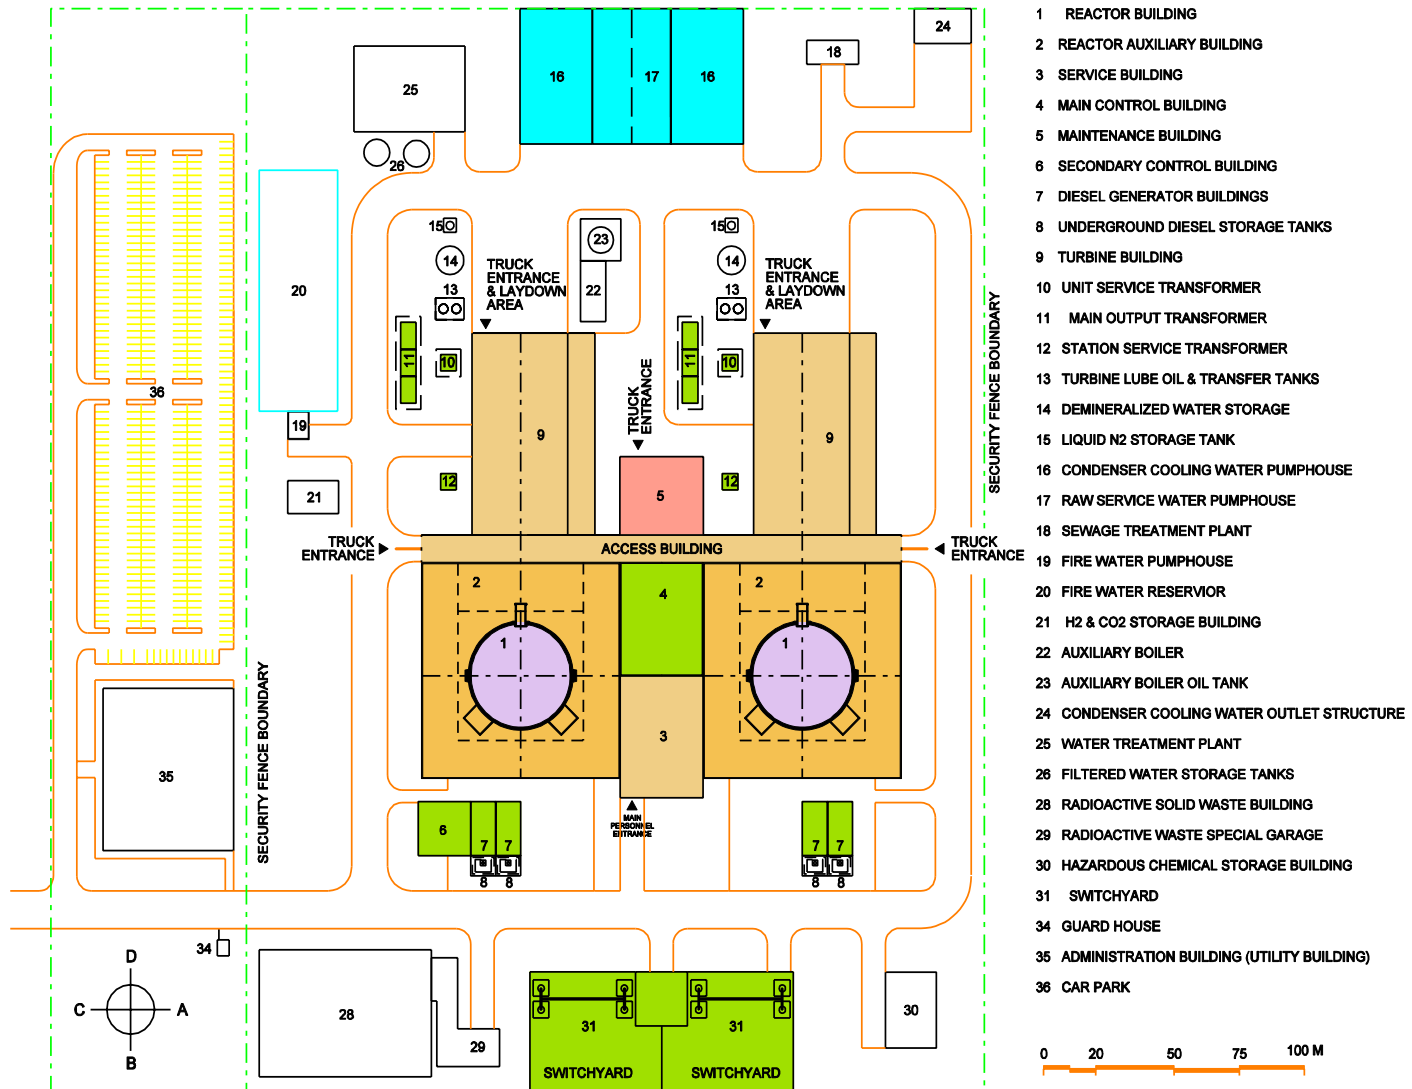 24
18
16
17
16
25
26
15
15
23
14
14
TRUCK
ENTRANCE
& LAYDOWN
AREA
TRUCK
ENTRANCE
& LAYDOWN
AREA
20
13
22
13
SECURITY FENCE BOUNDARY
11
10
11
10
36
TRUCK
ENTRANCE
19
9
9
12
12
21
5
TRUCK
ENTRANCE
ACCESS BUILDING
TRUCK
ENTRANCE
2
4
2
1
1
SECURITY FENCE BOUNDARY
3
35
MAIN
PERSONNEL
ENTRANCE
6
7
7
7
7
8
8
8
8
34
D
C
A
B
28
29
31
31
30
SWITCHYARD
SWITCHYARD
1 REACTOR BUILDING
2 REACTOR AUXILIARY BUILDING
3 SERVICE BUILDING
4 MAIN CONTROL BUILDING
5 MAINTENANCE BUILDING
6 SECONDARY CONTROL BUILDING
7 DIESEL GENERATOR BUILDINGS
8 UNDERGROUND DIESEL STORAGE TANKS
9 TURBINE BUILDING
10 UNIT SERVICE TRANSFORMER
11 MAIN OUTPUT TRANSFORMER
12 STATION SERVICE TRANSFORMER
13 TURBINE LUBE OIL & TRANSFER TANKS
14 DEMINERALIZED WATER STORAGE
15 LIQUID N2 STORAGE TANK
16 CONDENSER COOLING WATER PUMPHOUSE
17 RAW SERVICE WATER PUMPHOUSE
18 SEWAGE TREATMENT PLANT
19 FIRE WATER PUMPHOUSE
20 FIRE WATER RESERVIOR
21 H2 & CO2 STORAGE BUILDING
22 AUXILIARY BOILER
23 AUXILIARY BOILER OIL TANK
24 CONDENSER COOLING WATER OUTLET STRUCTURE
25 WATER TREATMENT PLANT
26 FILTERED WATER STORAGE TANKS
28 RADIOACTIVE SOLID WASTE BUILDING
29 RADIOACTIVE WASTE SPECIAL GARAGE
30 HAZARDOUS CHEMICAL STORAGE BUILDING
31 SWITCHYARD
34 GUARD HOUSE
35 ADMINISTRATION BUILDING (UTILITY BUILDING)
36 CAR PARK
0 20 50 75 100 M